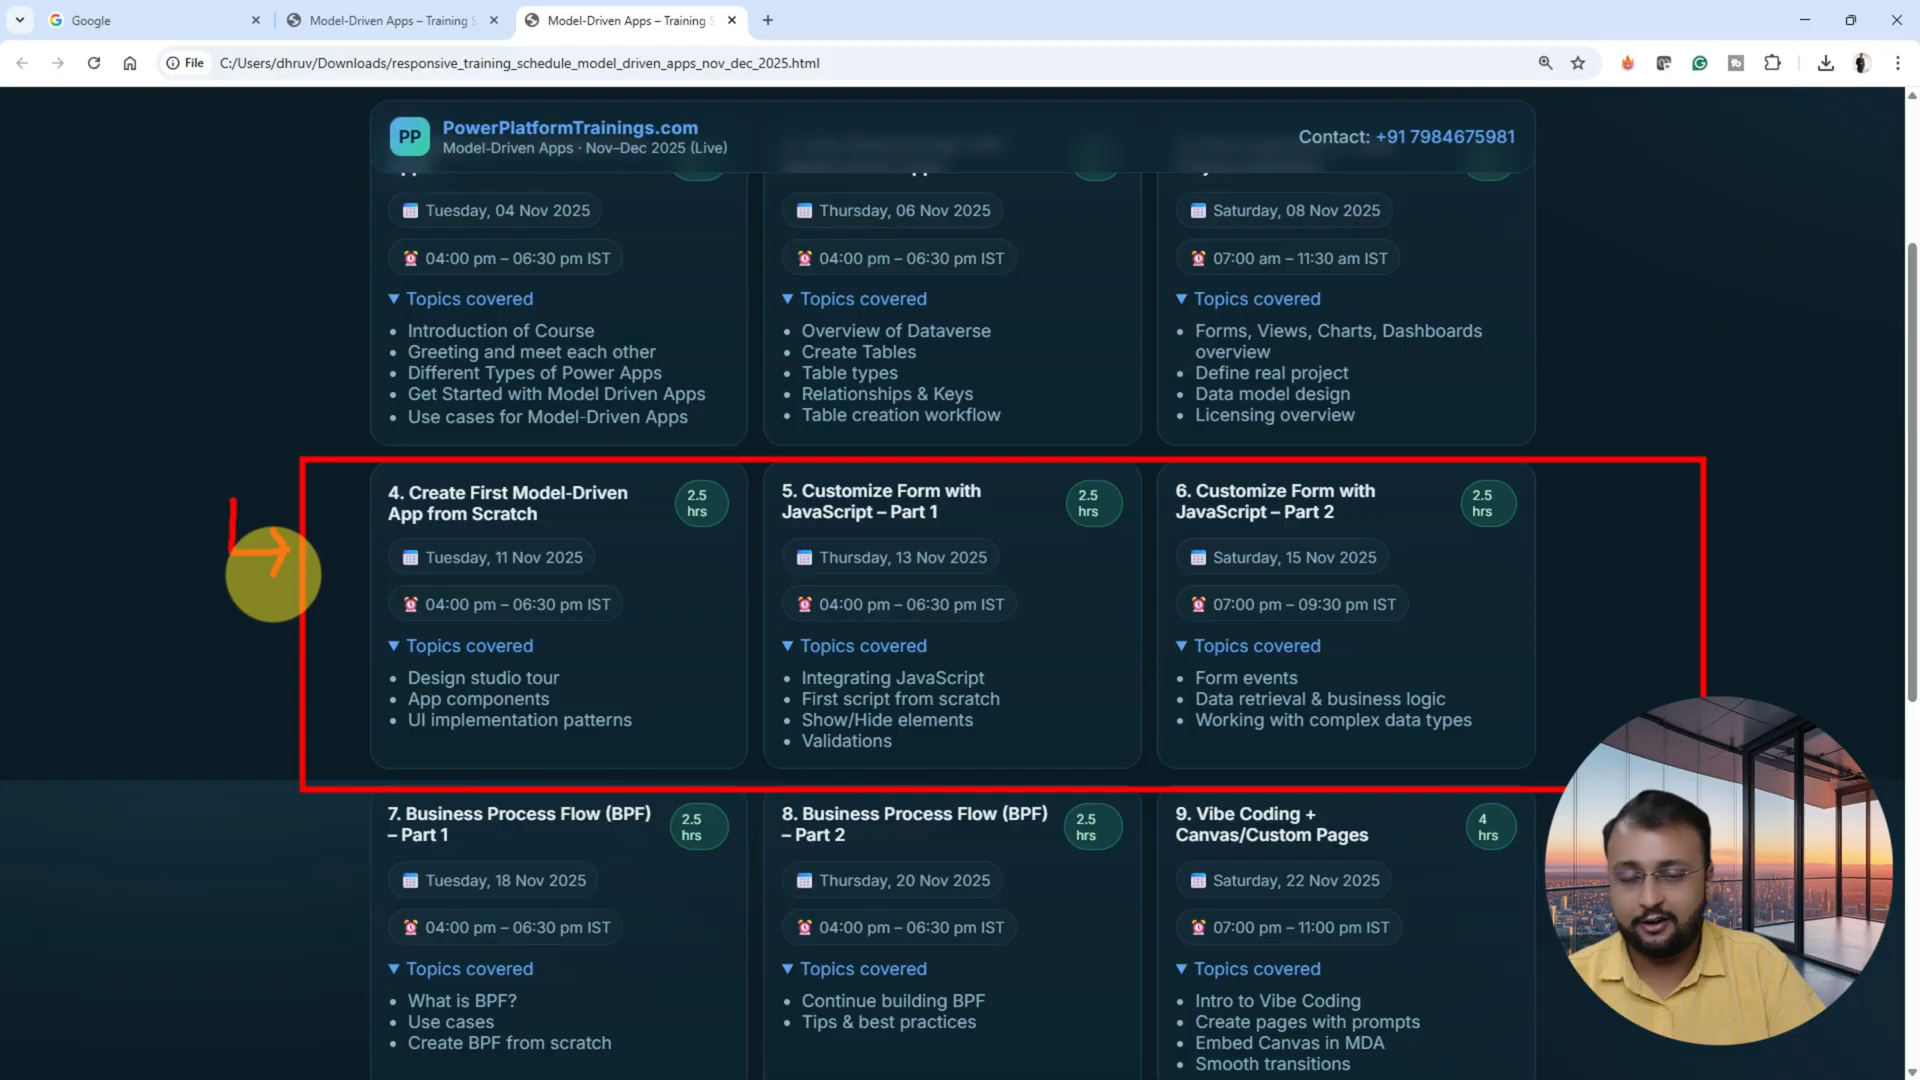 Google
Model-Driven Apps – Training S
Model-Driven Apps – Training S
File
C:/Users/dhruv/Downloads/responsive_training_schedule_model_driven_apps_nov_dec_2025.html
PP
PowerPlatformTrainings.com
Model-Driven Apps · Nov–Dec 2025 (Live)
Contact: +91 7984675981
Tuesday, 04 Nov 2025
04:00 pm – 06:30 pm IST
Topics covered
Introduction of Course
Greeting and meet each other
Different Types of Power Apps
Get Started with Model Driven Apps
Use cases for Model-Driven Apps
Thursday, 06 Nov 2025
04:00 pm – 06:30 pm IST
Topics covered
Overview of Dataverse
Create Tables
Table types
Relationships & Keys
Table creation workflow
Saturday, 08 Nov 2025
07:00 am – 11:30 am IST
Topics covered
Forms, Views, Charts, Dashboards
overview
Define real project
Data model design
Licensing overview
4. Create First Model-Driven
App from Scratch
2.5
hrs
Tuesday, 11 Nov 2025
04:00 pm – 06:30 pm IST
Topics covered
Design studio tour
App components
UI implementation patterns
5. Customize Form with
JavaScript – Part 1
2.5
hrs
Thursday, 13 Nov 2025
04:00 pm – 06:30 pm IST
Topics covered
Integrating JavaScript
First script from scratch
Show/Hide elements
Validations
6. Customize Form with
JavaScript – Part 2
2.5
hrs
Saturday, 15 Nov 2025
07:00 pm – 09:30 pm IST
Topics covered
Form events
Data retrieval & business logic
Working with complex data types
7. Business Process Flow (BPF)
– Part 1
2.5
hrs
Tuesday, 18 Nov 2025
04:00 pm – 06:30 pm IST
Topics covered
What is BPF?
Use cases
Create BPF from scratch
8. Business Process Flow (BPF)
– Part 2
2.5
hrs
Thursday, 20 Nov 2025
04:00 pm – 06:30 pm IST
Topics covered
Continue building BPF
Tips & best practices
9. Vibe Coding +
Canvas/Custom Pages
4
hrs
Saturday, 22 Nov 2025
07:00 pm – 11:00 pm IST
Topics covered
Intro to Vibe Coding
Create pages with prompts
Embed Canvas in MDA
Smooth transitions